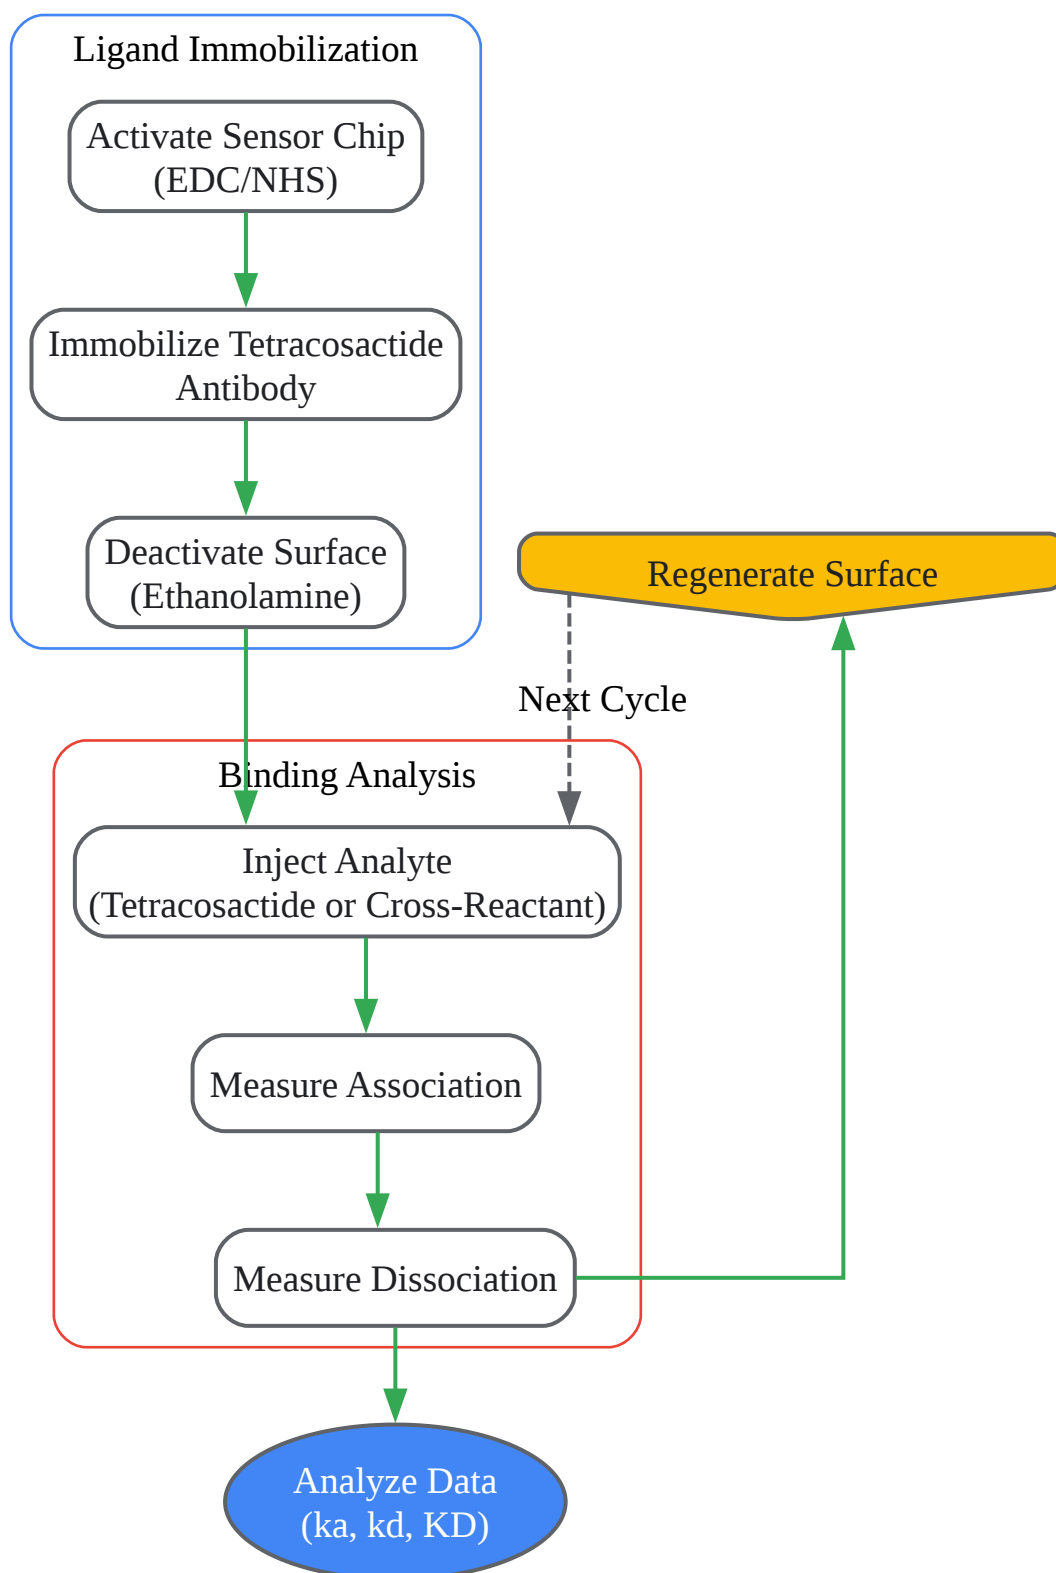 Ligand Immobilization
Activate Sensor Chip
(EDC/NHS)
Immobilize Tetracosactide
Antibody
Deactivate Surface
(Ethanolamine)
Regenerate Surface
Next Cycle
Binding Analysis
Inject Analyte
(Tetracosactide or Cross-Reactant)
Measure Association
Measure Dissociation
Analyze Data
(ka, kd, KD)